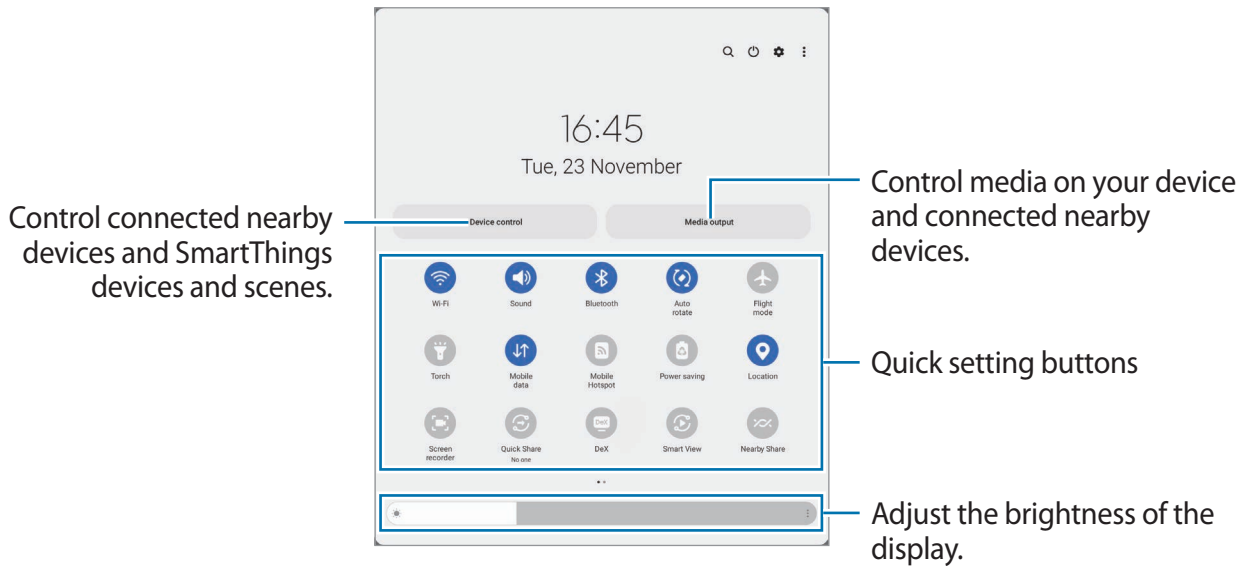 16:45
Tue, 23 November
Device control
Media output
Control connected nearby
devices and SmartThings
devices and scenes.
Control media on your device
and connected nearby
devices.
Wi-Fi
Sound
Bluetooth
Auto
rotate
Flight
mode
Torch
Mobile
data
Mobile
Hotspot
Power saving
Location
Quick setting buttons
Screen
recorder
Quick Share
No one
DeX
DeX
Smart View
Nearby Share
Adjust the brightness of the
display.